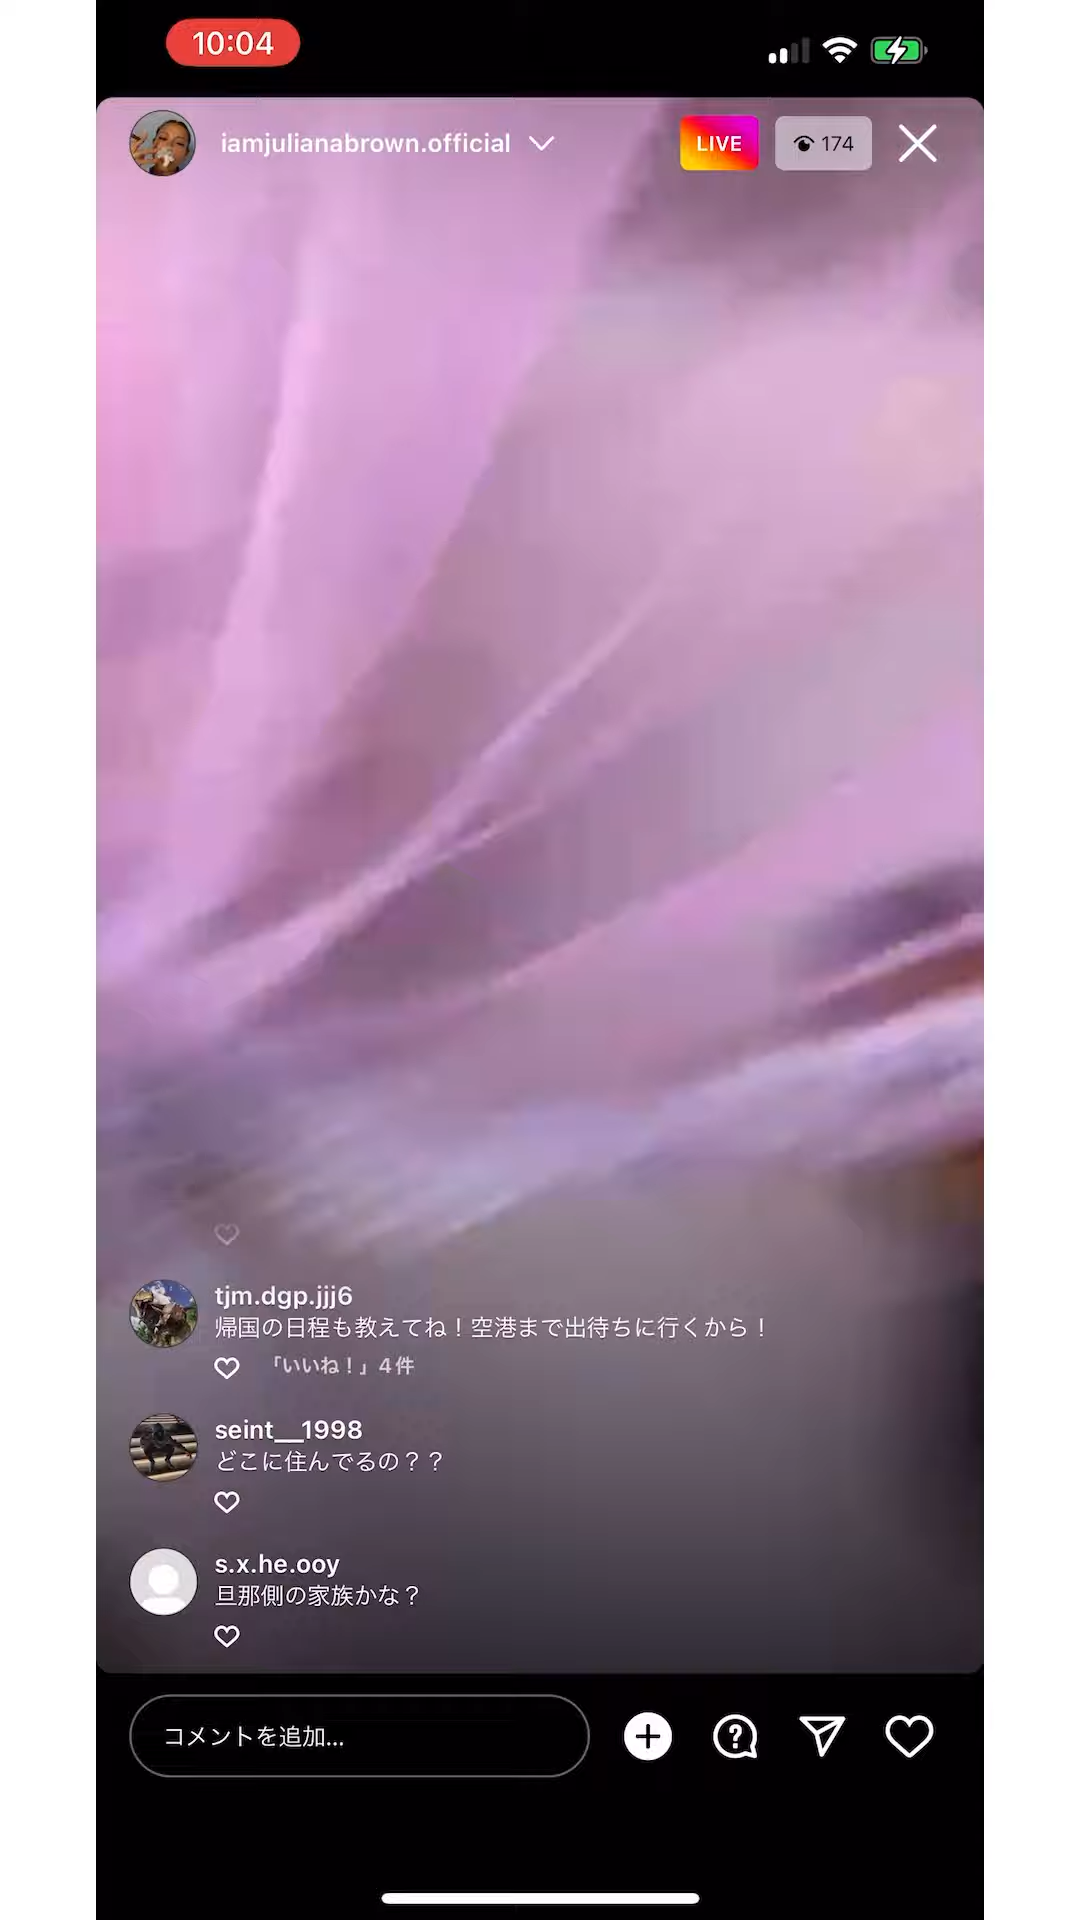 10:04
iamjulianabrown.official
LIVE
174
tjm.dgp.jjj6
帰国の日程も教えてね！空港まで出待ちに行くから！
「いいね！」4件
seint__1998
どこに住んでるの？？
s.x.he.ooy
旦那側の家族かな？
コメントを追加...